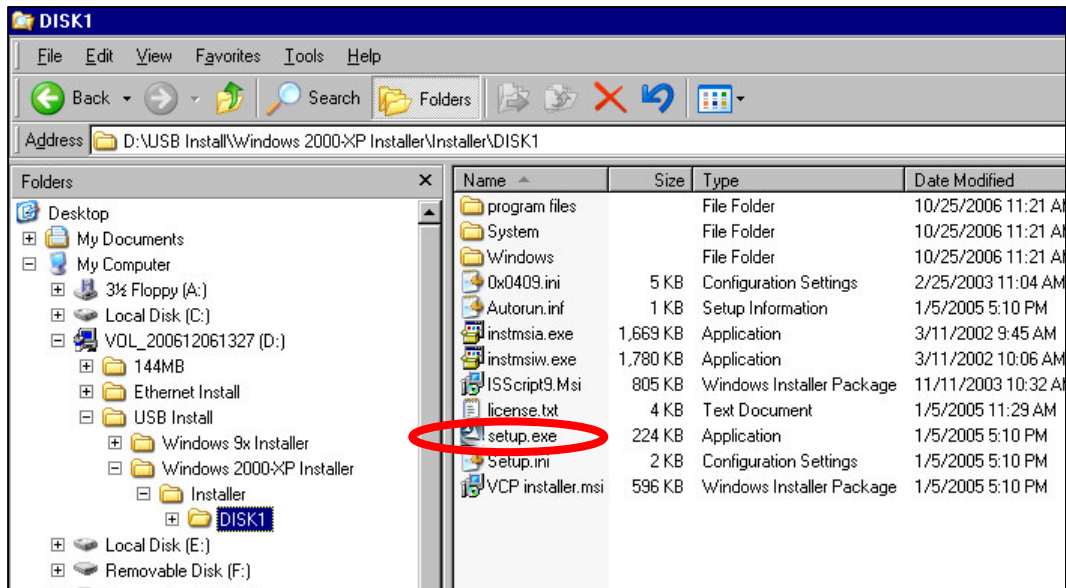 DISK1
File Edit View Favorites Tools Help
Back Search Folders
Address D:\USB Install\Windows 2000-XP Installer\Installer\DISK1
Folders
Desktop
My Documents
My Computer
3½ Floppy (A:)
Local Disk (C:)
VOL_200612061327 (D:)
144MB
Ethernet Install
USB Install
Windows 9x Installer
Windows 2000-XP Installer
Installer
DISK1
Local Disk (E:)
Removable Disk (F:)
Name Size Type Date Modified
program files File Folder 10/25/2006 11:21
System File Folder 10/25/2006 11:21
Windows File Folder 10/25/2006 11:21
0x0409.ini 5 KB Configuration Settings 2/25/2003 11:04 AM
Autorun.inf 1 KB Setup Information 1/5/2005 5:10 PM
instmsia.exe 1,669 KB Application 3/11/2002 9:45 AM
instmsiw.exe 1,780 KB Application 3/11/2002 10:06 AM
ISScript9.Msi 805 KB Windows Installer Package 11/11/2003 10:32
license.txt 4 KB Text Document 1/5/2005 11:29 AM
setup.exe 224 KB Application 1/5/2005 5:10 PM
Setup.ini 2 KB Configuration Settings 1/5/2005 5:10 PM
VCP installer.msi 596 KB Windows Installer Package 1/5/2005 5:10 PM